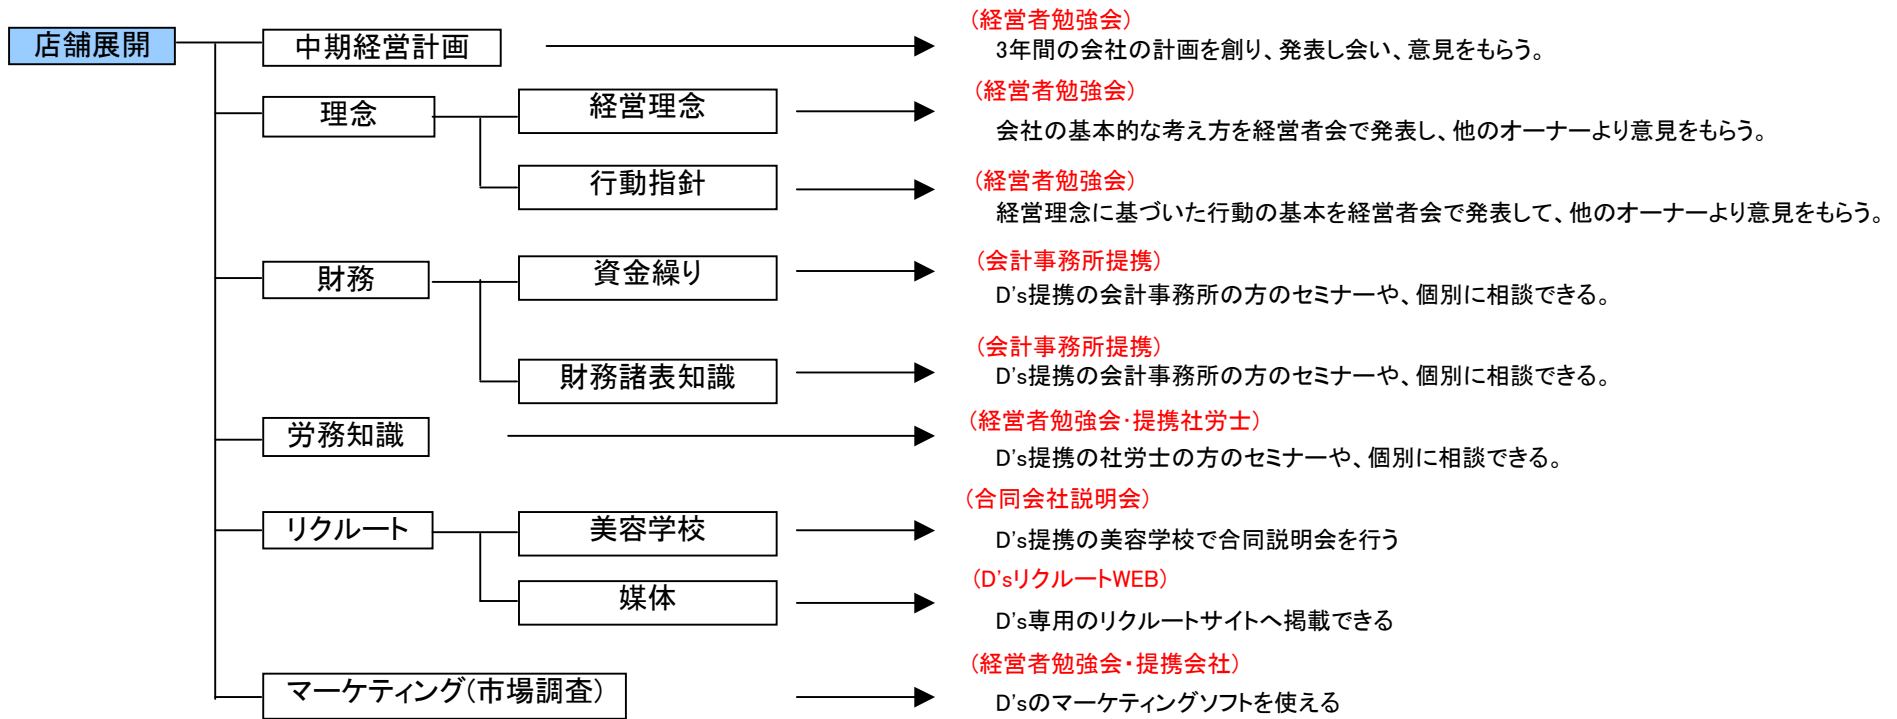 店舗展開
中期経営計画
(経営者勉強会)
3年間の会社の計画を創り、発表し会い、意見をもらう。
理念
経営理念
(経営者勉強会)
会社の基本的な考え方を経営者会で発表し、他のオーナーより意見をもらう。
行動指針
(経営者勉強会)
経営理念に基づいた行動の基本を経営者会で発表して、他のオーナーより意見をもらう。
財務
資金繰り
(会計事務所提携)
D's提携の会計事務所の方のセミナーや、個別に相談できる。
財務諸表知識
(会計事務所提携)
D's提携の会計事務所の方のセミナーや、個別に相談できる。
労務知識
(経営者勉強会・提携社労士)
D's提携の社労士の方のセミナーや、個別に相談できる。
リクルート
美容学校
(合同会社説明会)
D's提携の美容学校で合同説明会を行う
媒体
(D'sリクルートWEB)
D's専用のリクルートサイトへ掲載できる
マーケティング(市場調査)
(経営者勉強会・提携会社)
D'sのマーケティングソフトを使える